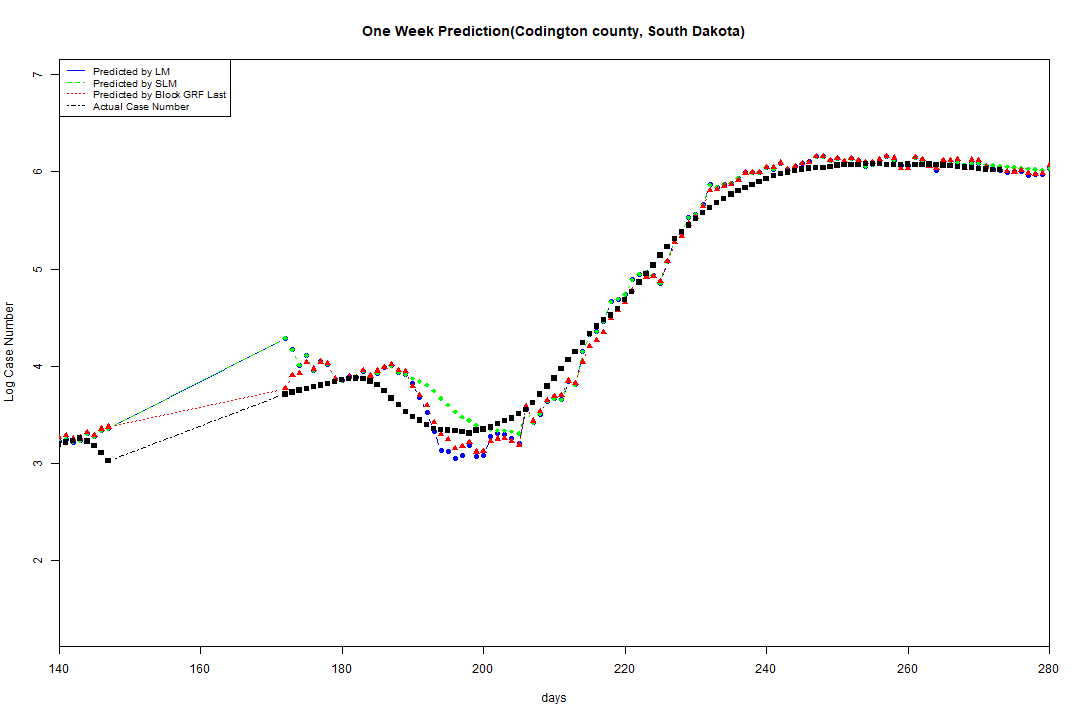 One Week Prediction(Codington county, South Dakota)
Predicted by LM
Predicted by SLM
Predicted by Block GRF Last
Actual Case Number
7
6
5
4
3
2
Log Case Number
140 160 180 200 220 240 260 280
days